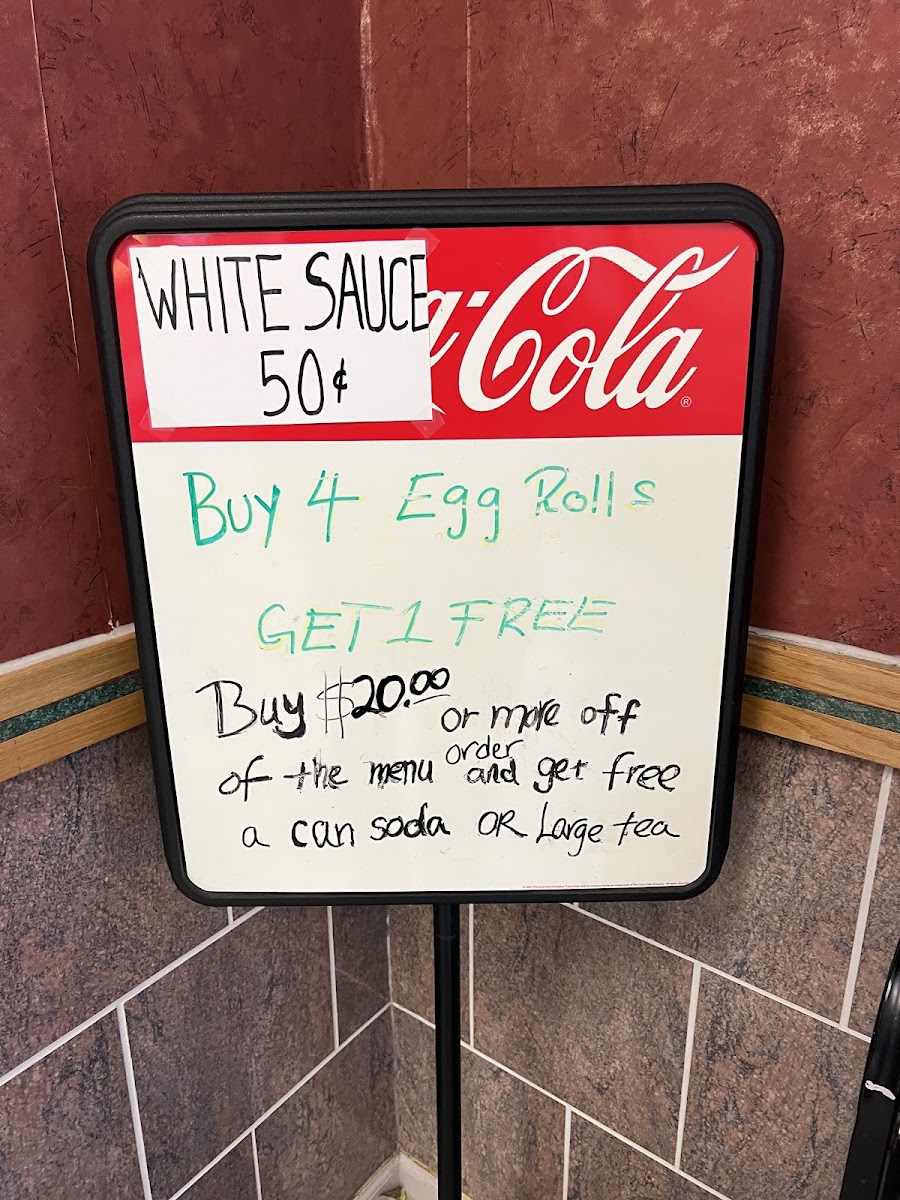 WHITE SAUCE
50¢
a-Cola®
Buy 4 Egg Rolls
GET 1 FREE
Buy $20.00 or more off
of the menu order and get free
a can soda OR Large tea